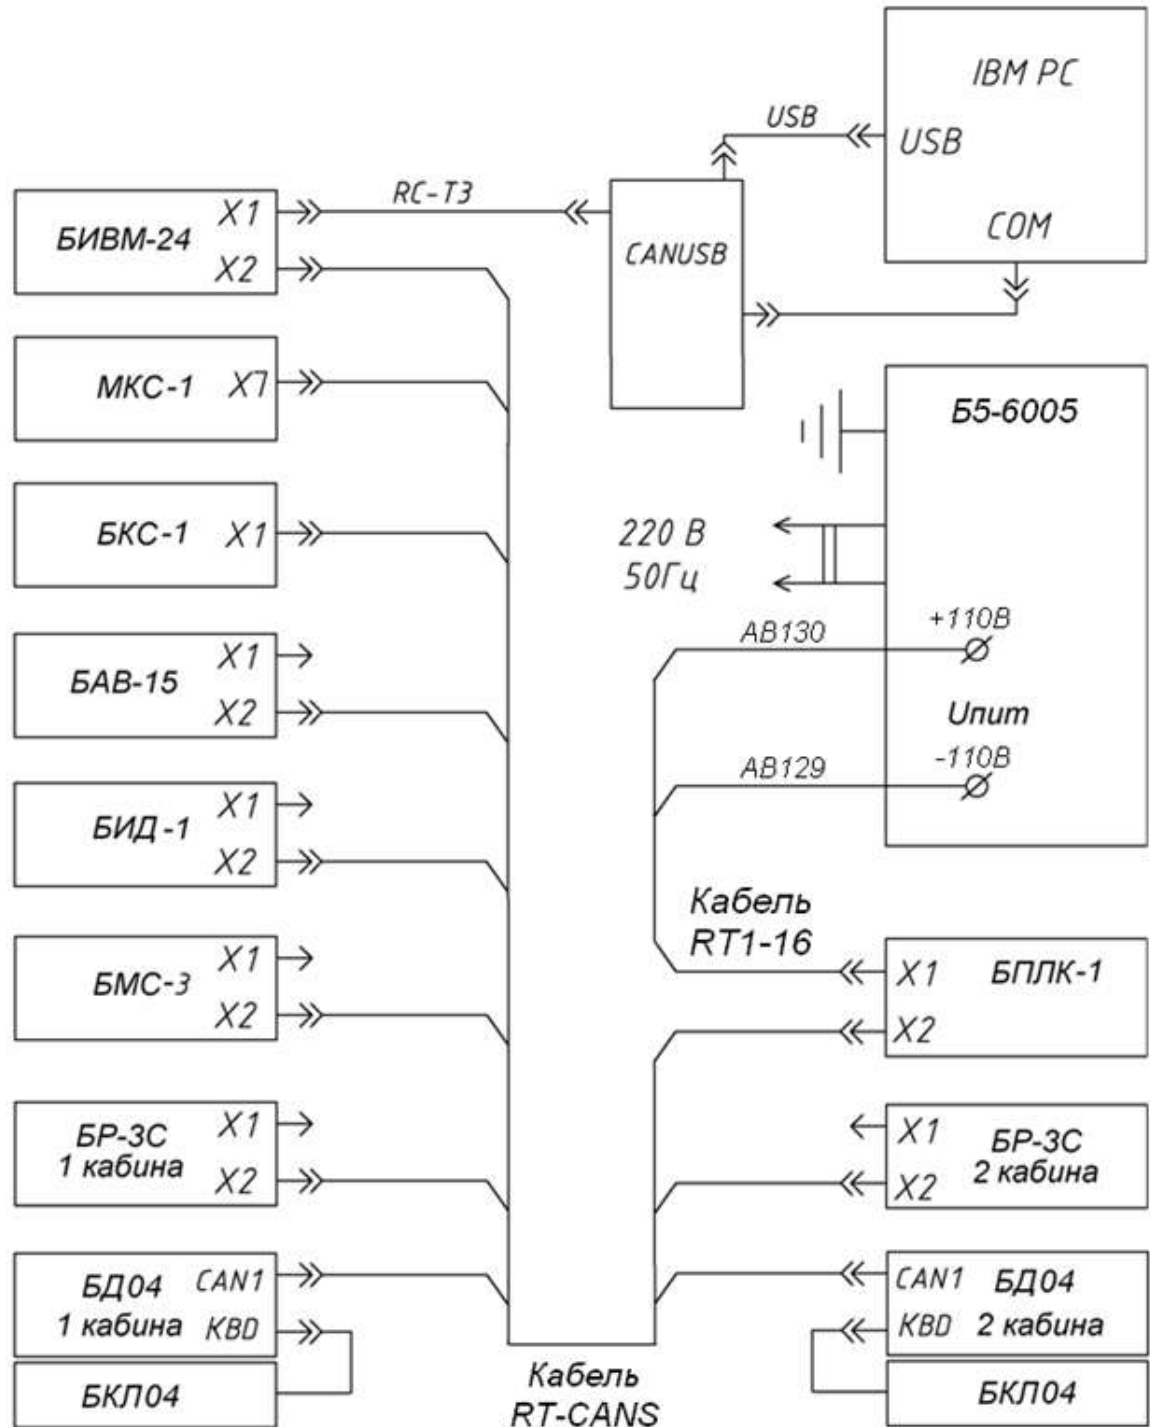 IBM PC
USB
USB
COM
RC-T3
CANUSB
БИВМ-24
X1
X2
МКС-1
X7
БКС-1
X1
БАВ-15
X1
X2
БИД-1
X1
X2
БМС-3
X1
X2
БР-3С
1 кабина
X1
X2
БД04
1 кабина
CAN1
KBD
БКЛ04
Б5-6005
220 В
50Гц
+110В
АВ130
Uпит
-110В
АВ129
Кабель
RT1-16
X1
БПЛК-1
X2
X1
X2
БР-3С
2 кабина
CAN1
KBD
БД04
2 кабина
БКЛ04
Кабель
RT-CANS